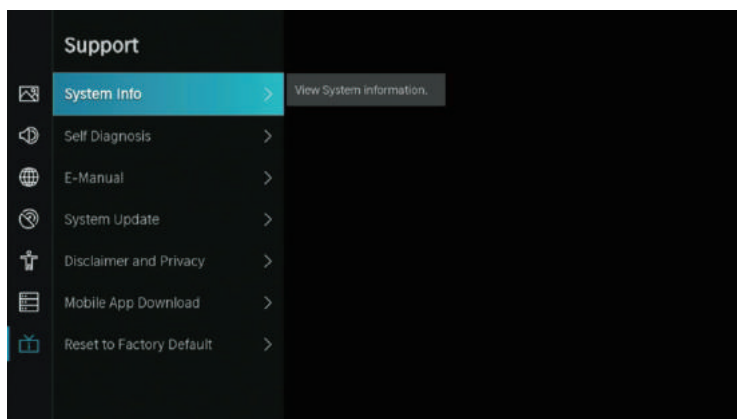 Support
System Info
View System information.
Self Diagnosis
E-Manual
System Update
Disclaimer and Privacy
Mobile App Download
Reset to Factory Default